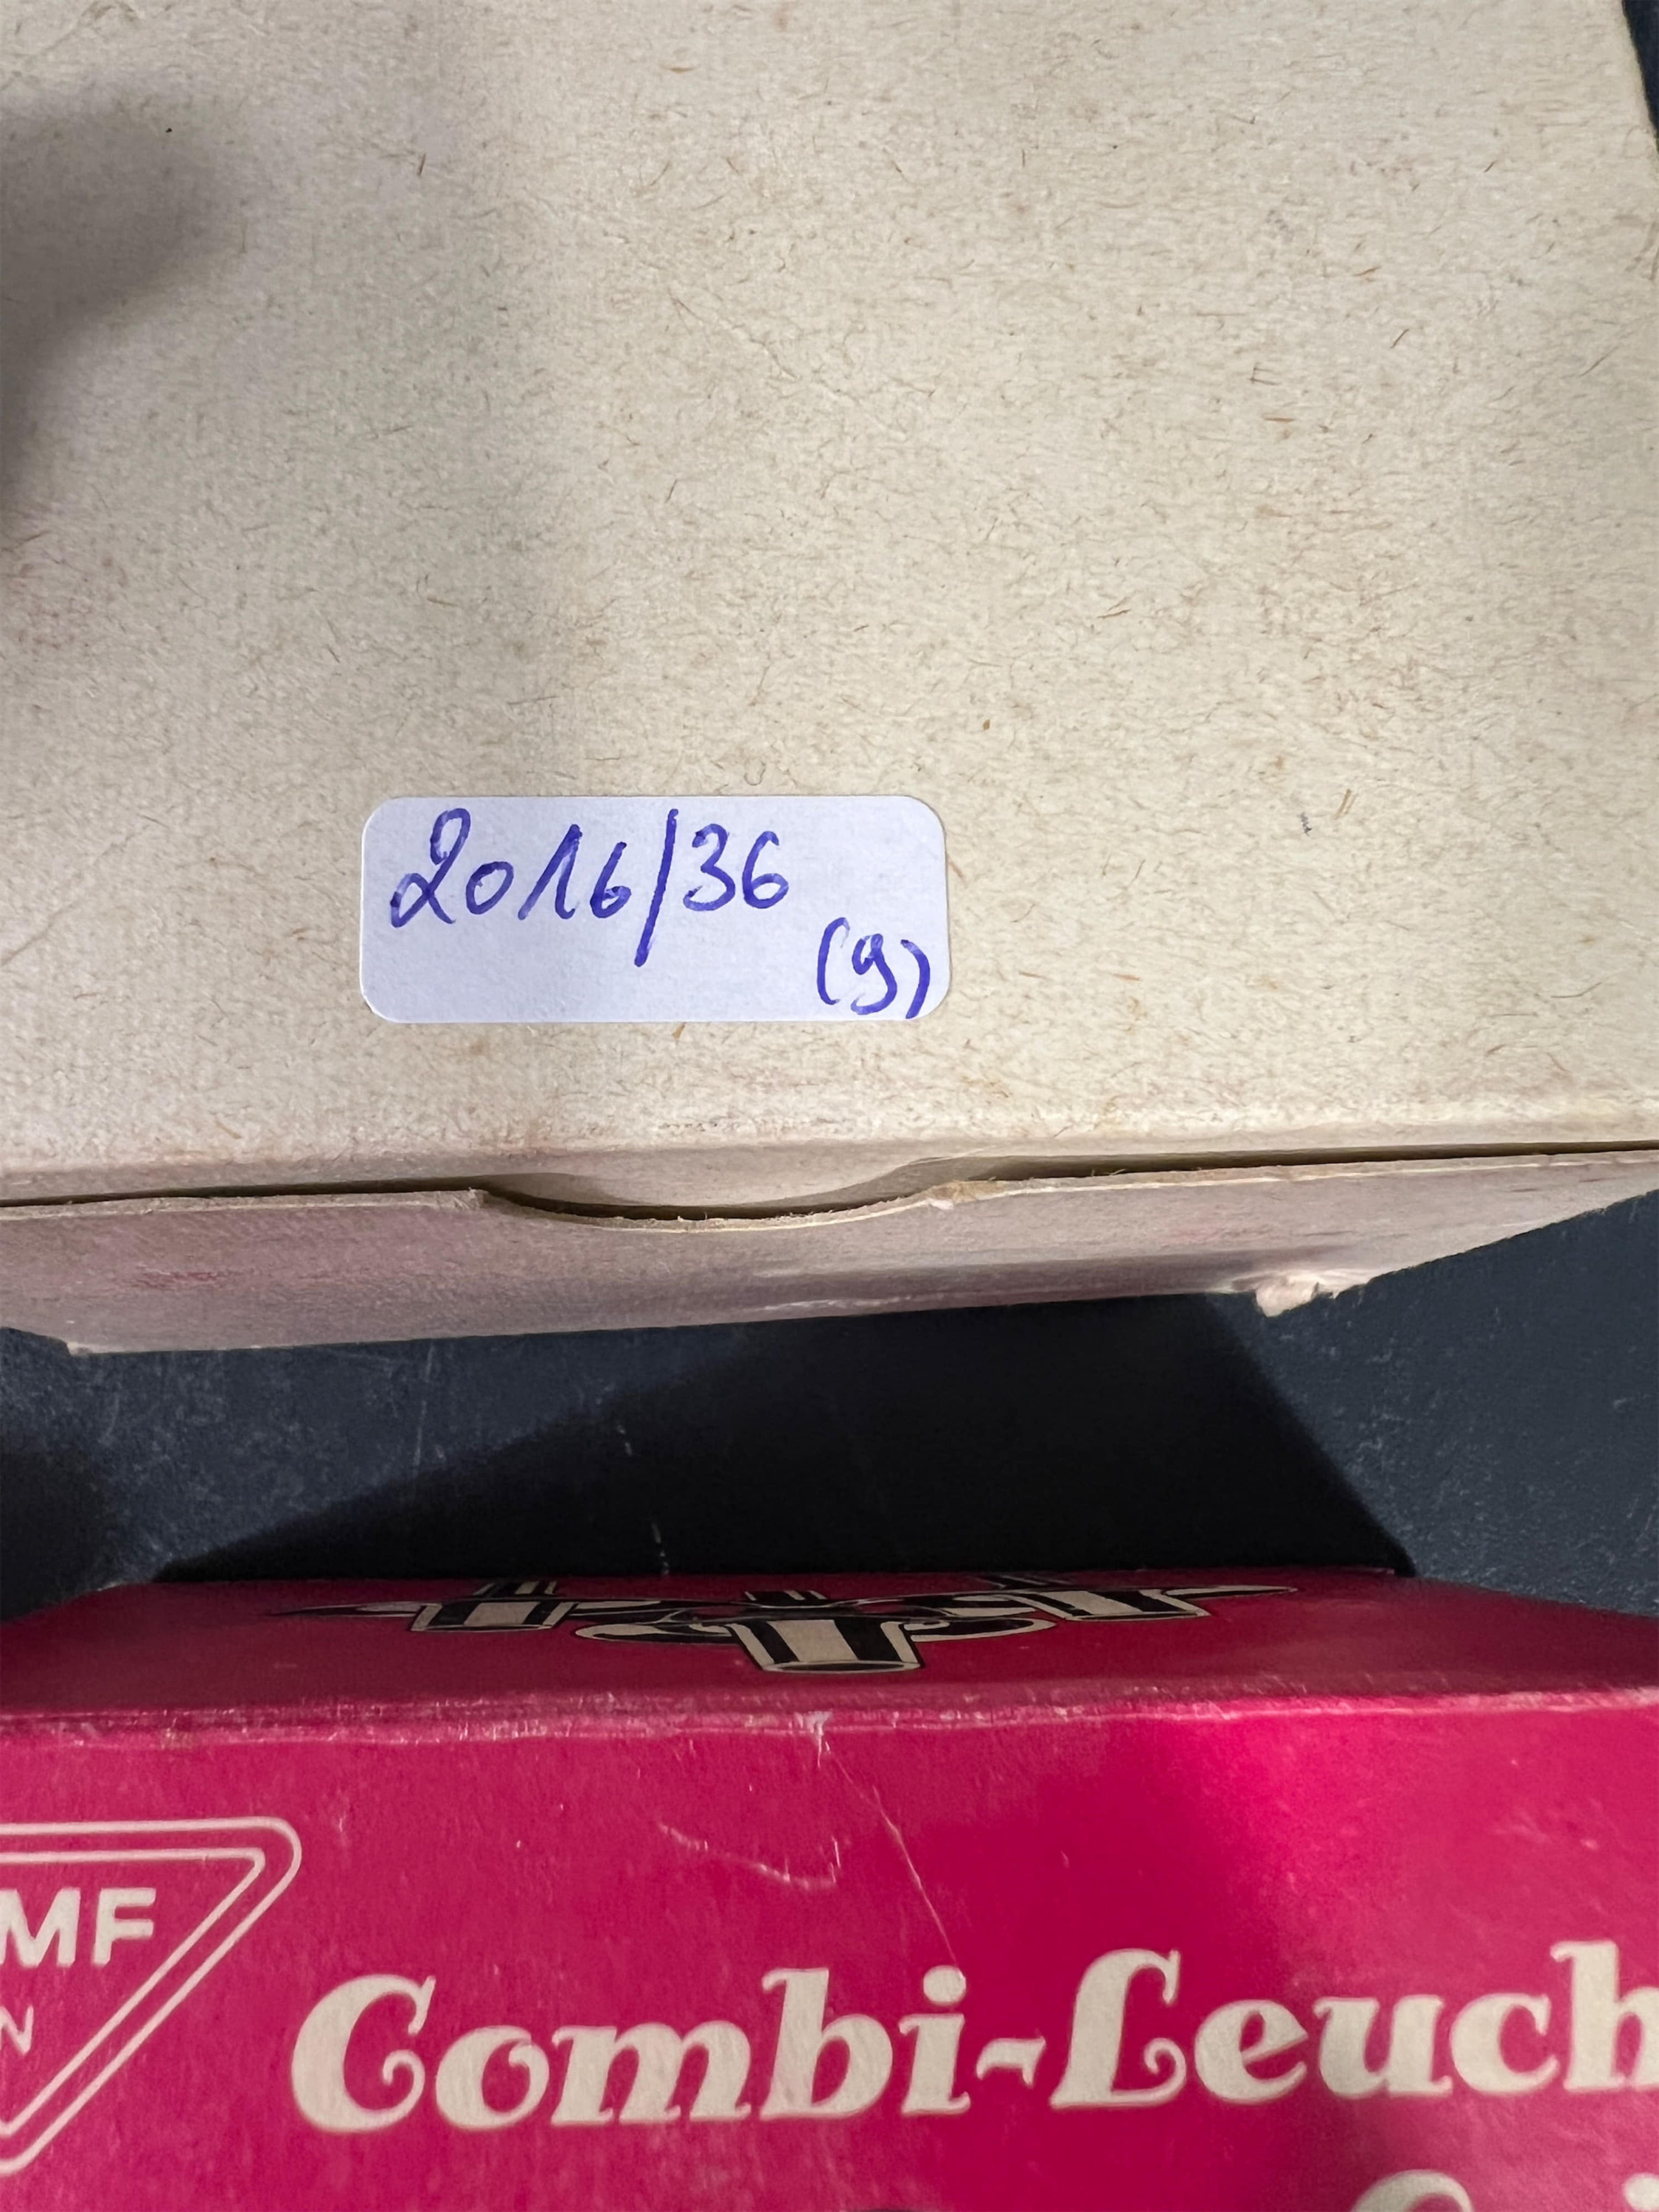 2016/36
(9)
MF
N
Combi-Leuch